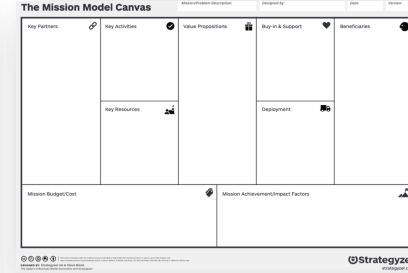 The Mission Model Canvas
Mission/Problem Description:
Designed by:
Date:
Version:
Key Partners
Key Activities
Value Propositions
Buy-In & Support
Beneficiaries
Key Resources
Deployment
Mission Budget/Cost
Mission Achievement/Impact Factors
Strategyze
strategyzer.c